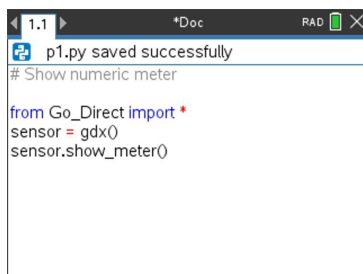 1.1 *Doc RAD
p1.py saved successfully
# Show numeric meter
from Go_Direct import *
sensor = gdx()
sensor.show_meter()